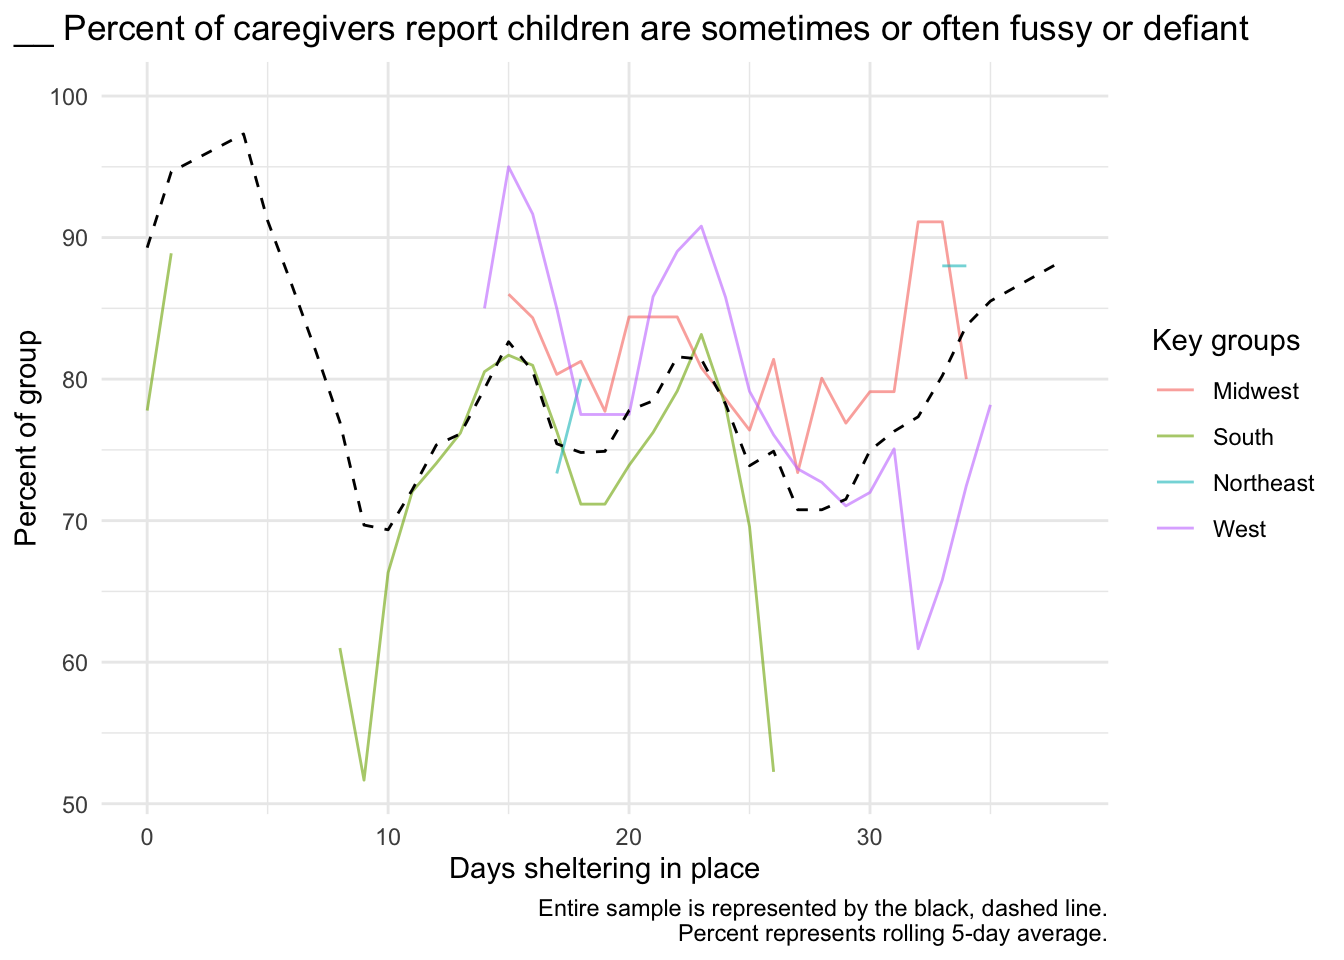 __ Percent of caregivers report children are sometimes or often fussy or defiant
Percent of group
100
90
80
70
60
50
0
10
20
30
Days sheltering in place
Key groups
Midwest
South
Northeast
West
Entire sample is represented by the black, dashed line.
Percent represents rolling 5-day average.